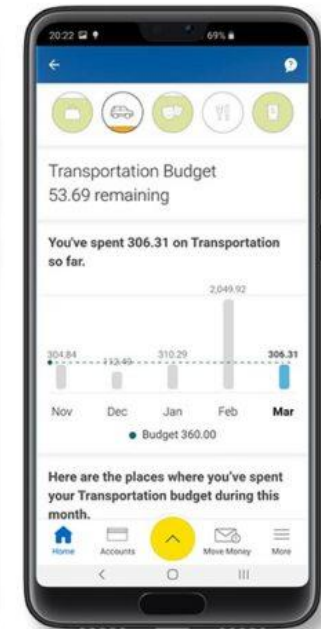 20:22 69%
Transportation Budget
53.69 remaining
You've spent 306.31 on Transportation
so far.
2,049.92
304.84 112.49 310.29 306.31
Nov Dec Jan Feb Mar
Budget 360.00
Here are the places where you've spent
your Transportation budget during this
month.
Home Accounts Move Money More